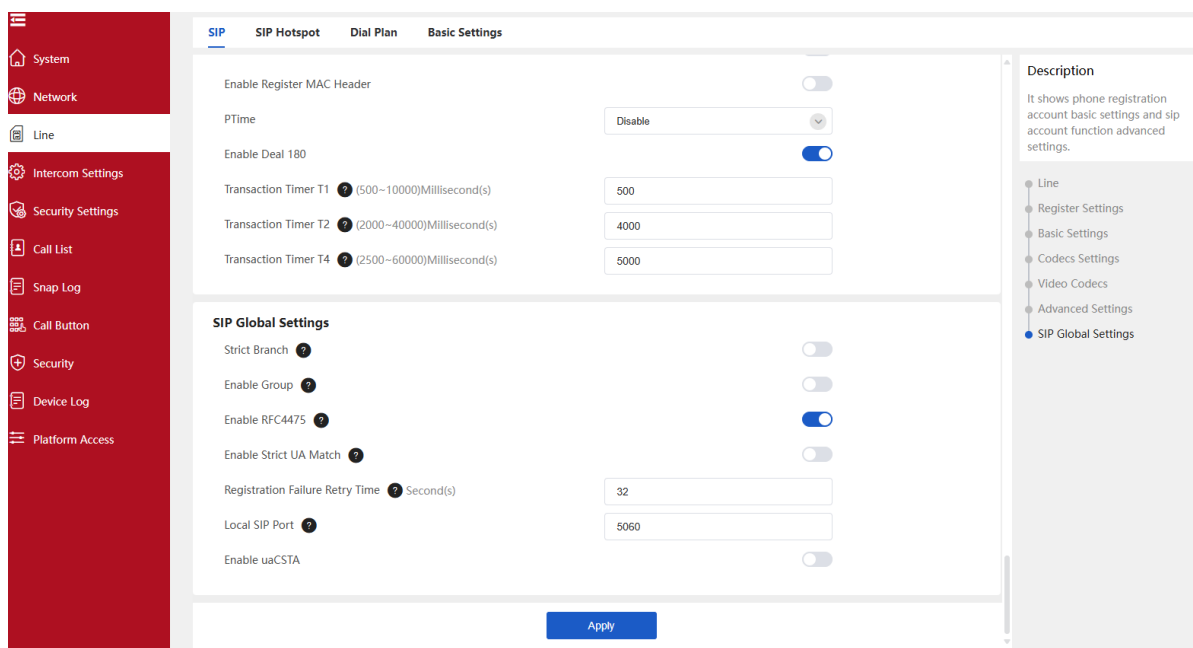 SIP SIP Hotspot Dial Plan Basic Settings
System
Network
Line
Intercom Settings
Security Settings
Call List
Snap Log
Call Button
Security
Device Log
Platform Access
Enable Register MAC Header
PTime Disable
Enable Deal 180
Transaction Timer T1 ? (500~10000)Millisecond(s) 500
Transaction Timer T2 ? (2000~40000)Millisecond(s) 4000
Transaction Timer T4 ? (2500~60000)Millisecond(s) 5000
SIP Global Settings
Strict Branch ?
Enable Group ?
Enable RFC4475 ?
Enable Strict UA Match ?
Registration Failure Retry Time ? Second(s) 32
Local SIP Port ? 5060
Enable uaCSTA
Apply
Description
It shows phone registration
account basic settings and sip
account function advanced
settings.
Line
Register Settings
Basic Settings
Codecs Settings
Video Codecs
Advanced Settings
SIP Global Settings